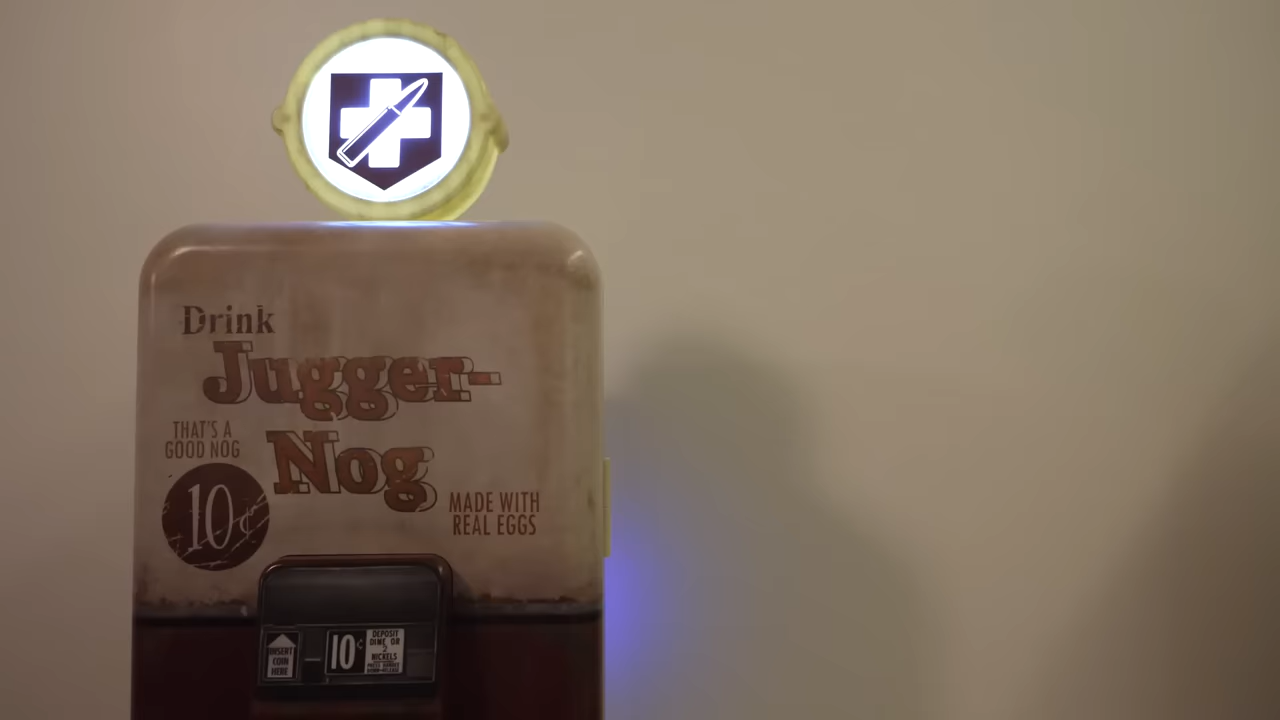 Drink
Jugger-
Nog
THAT'S A
GOOD NOG
10¢
MADE WITH
REAL EGGS
INSERT
COIN
HERE
10¢
DEPOSIT
DIME OR
2
NICKELS